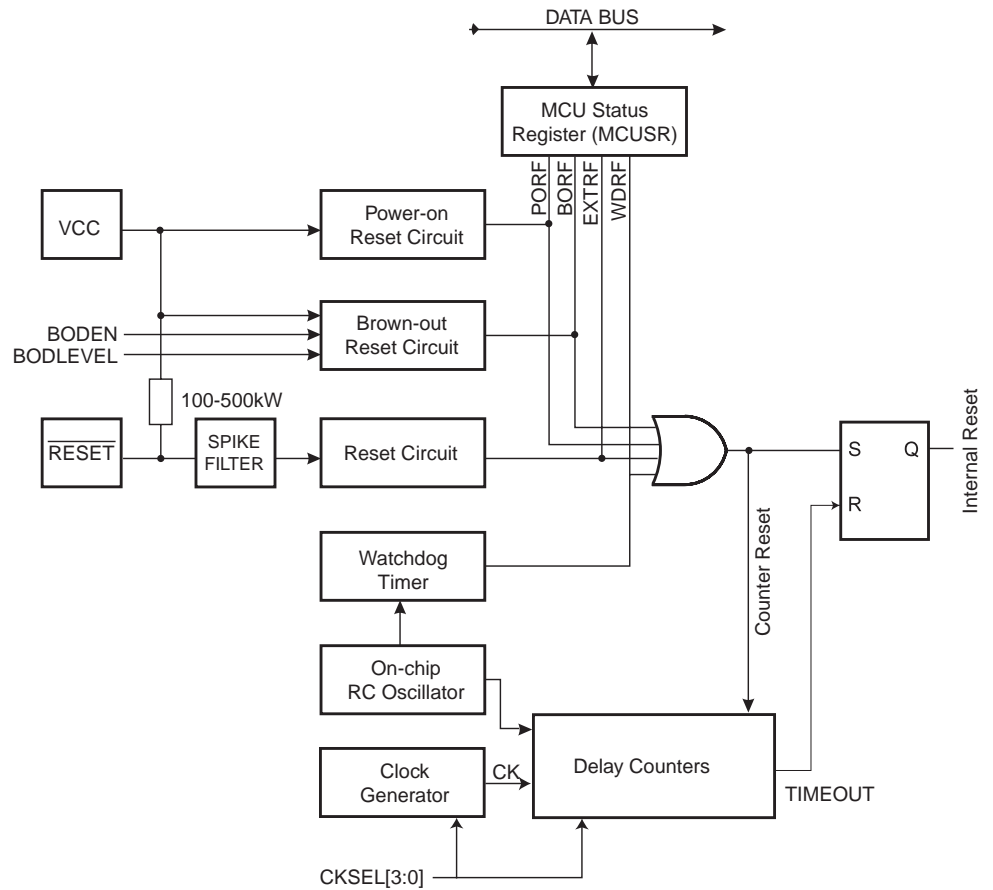 DATA BUS
MCU Status
Register (MCUSR)
PORF
BORF
EXTRF
WDRF
VCC
Power-on
Reset Circuit
BODEN
BODLEVEL
Brown-out
Reset Circuit
100-500kW
RESET
SPIKE
FILTER
Reset Circuit
S
Q
R
Internal Reset
Watchdog
Timer
Counter Reset
On-chip
RC Oscillator
Clock
Generator
CK
Delay Counters
TIMEOUT
CKSEL[3:0]